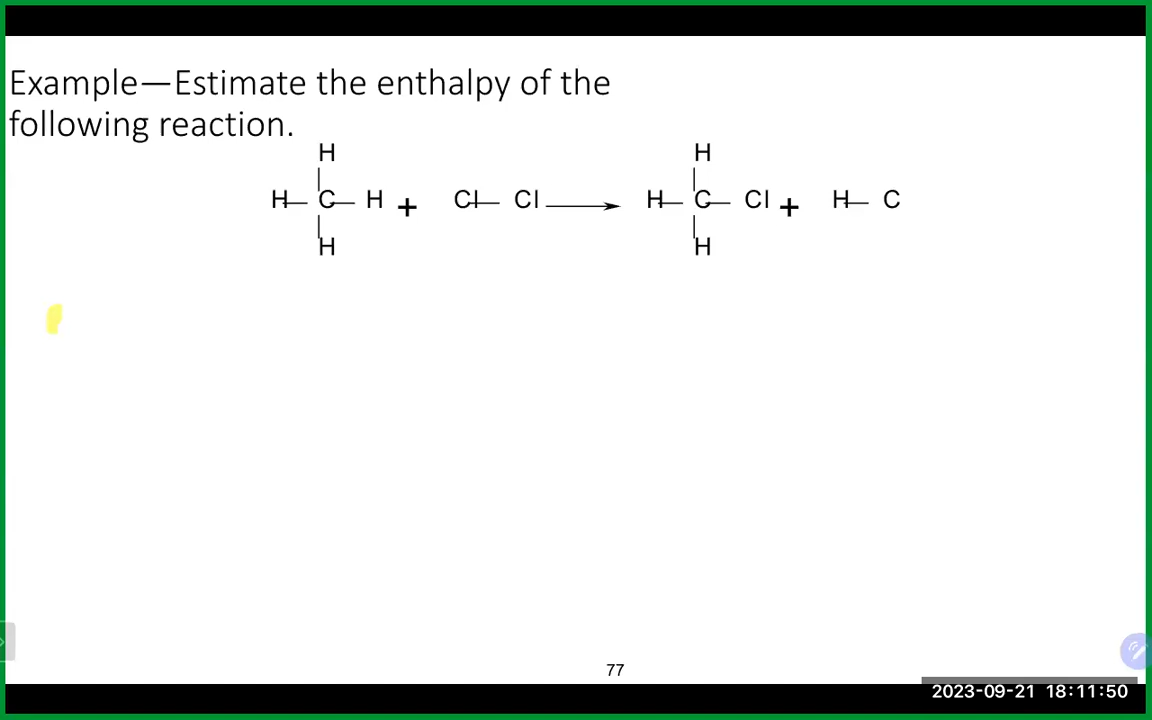 Example—Estimate the enthalpy of the
following reaction.
H H
H— C— H + Cl— Cl ⟶ H— C— Cl + H— C
H H
77
2023-09-21 18:11:50